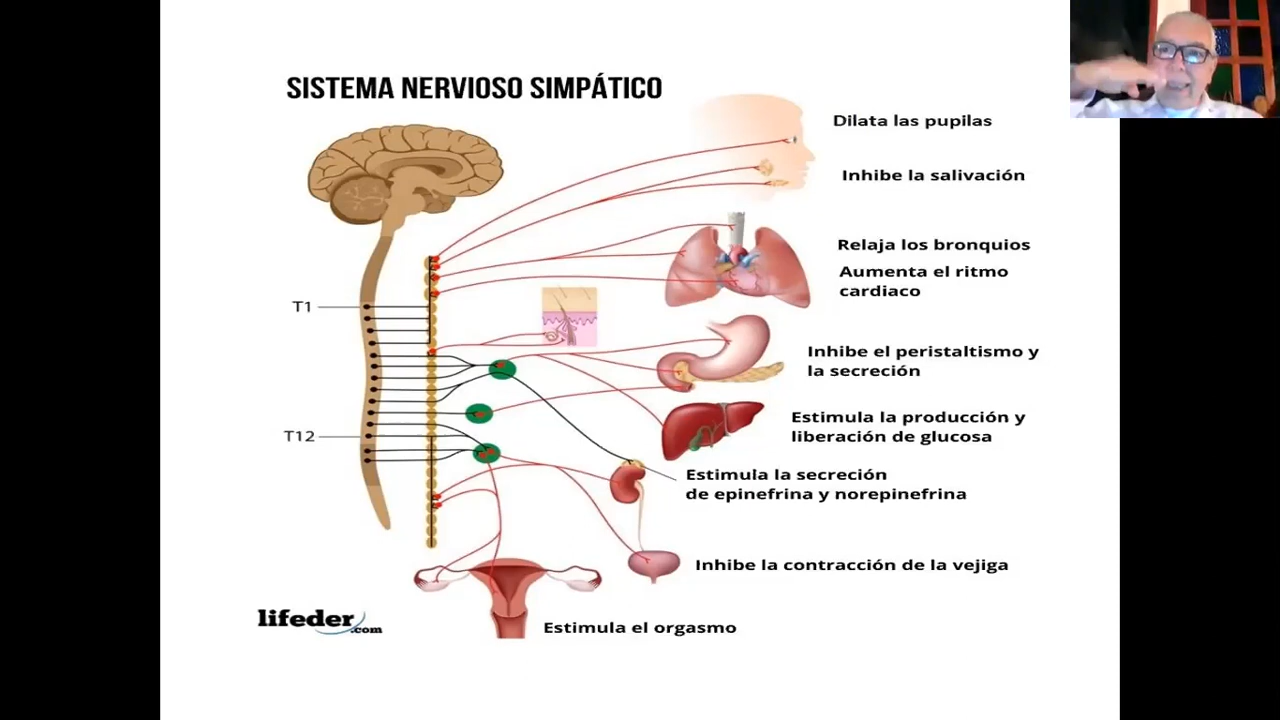 SISTEMA NERVIOSO SIMPÁTICO
Dilata las pupilas
Inhibe la salivación
Relaja los bronquios
Aumenta el ritmo
cardiaco
T1
Inhibe el peristaltismo y
la secreción
Estimula la producción y
liberación de glucosa
T12
Estimula la secreción
de epinefrina y norepinefrina
Inhibe la contracción de la vejiga
lifeder
.com
Estimula el orgasmo